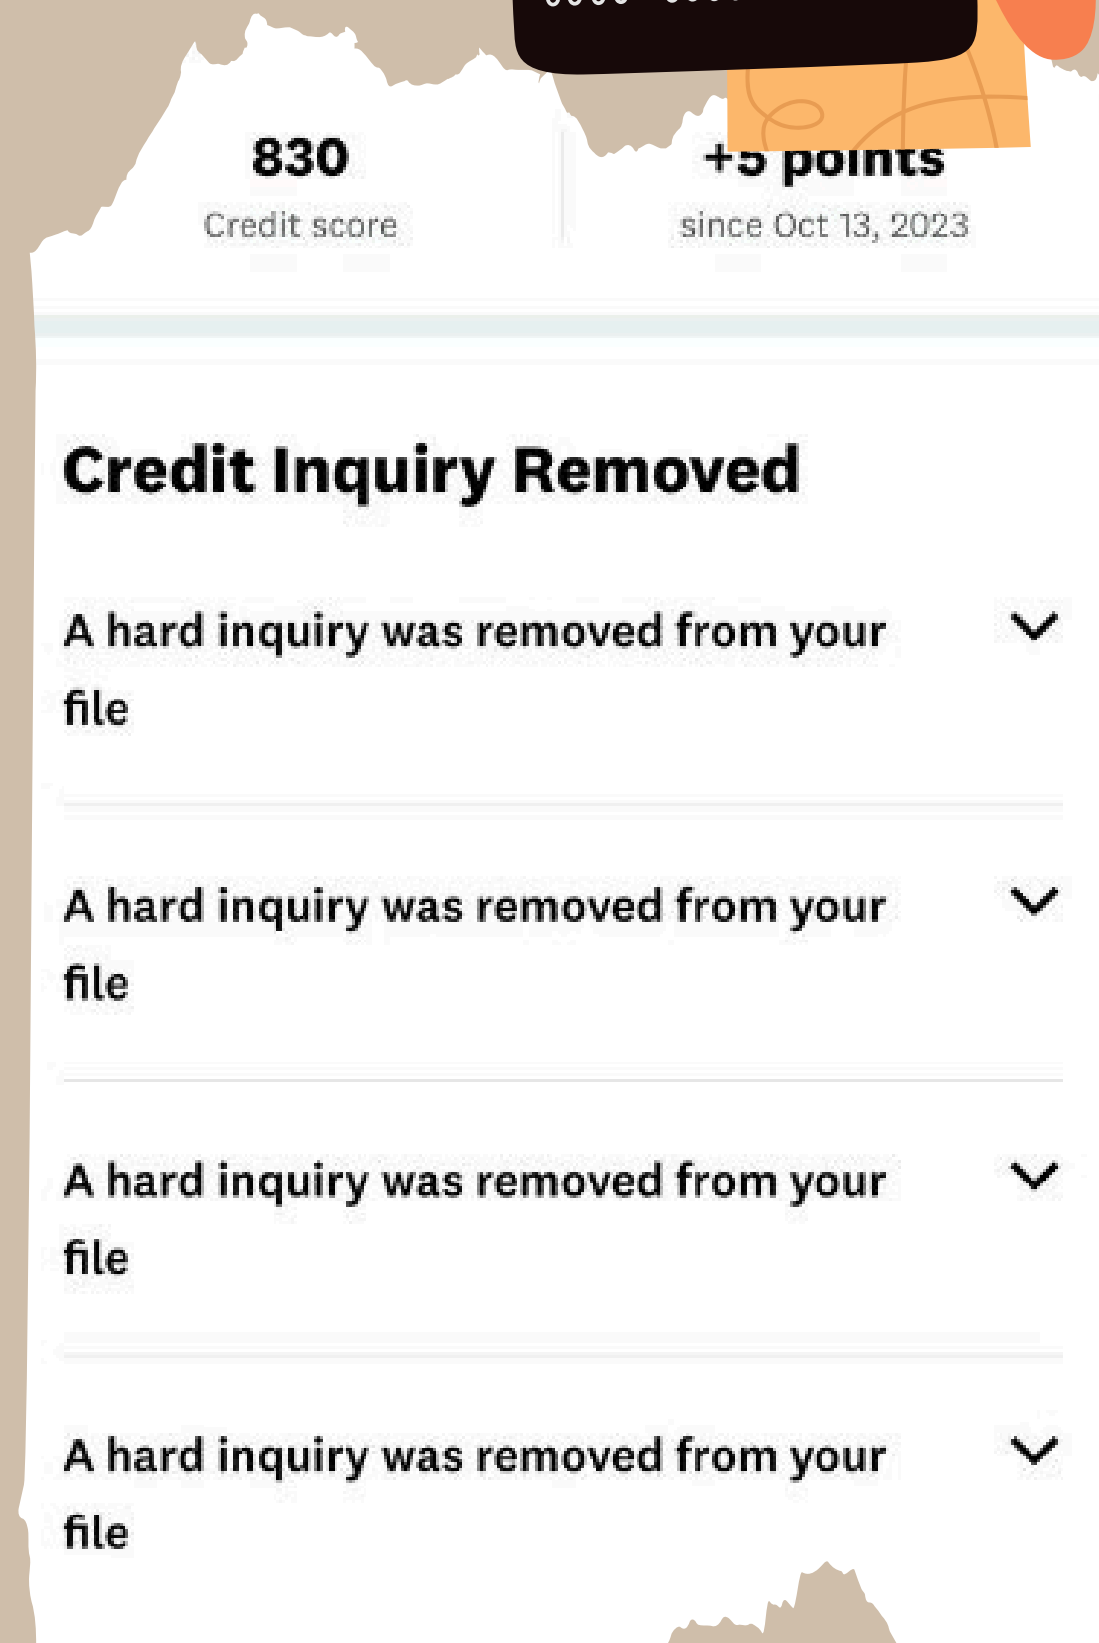 830
+5 points
Credit score
since Oct 13, 2023
Credit Inquiry Removed
A hard inquiry was removed from your
file
A hard inquiry was removed from your
file
A hard inquiry was removed from your
file
A hard inquiry was removed from your
file